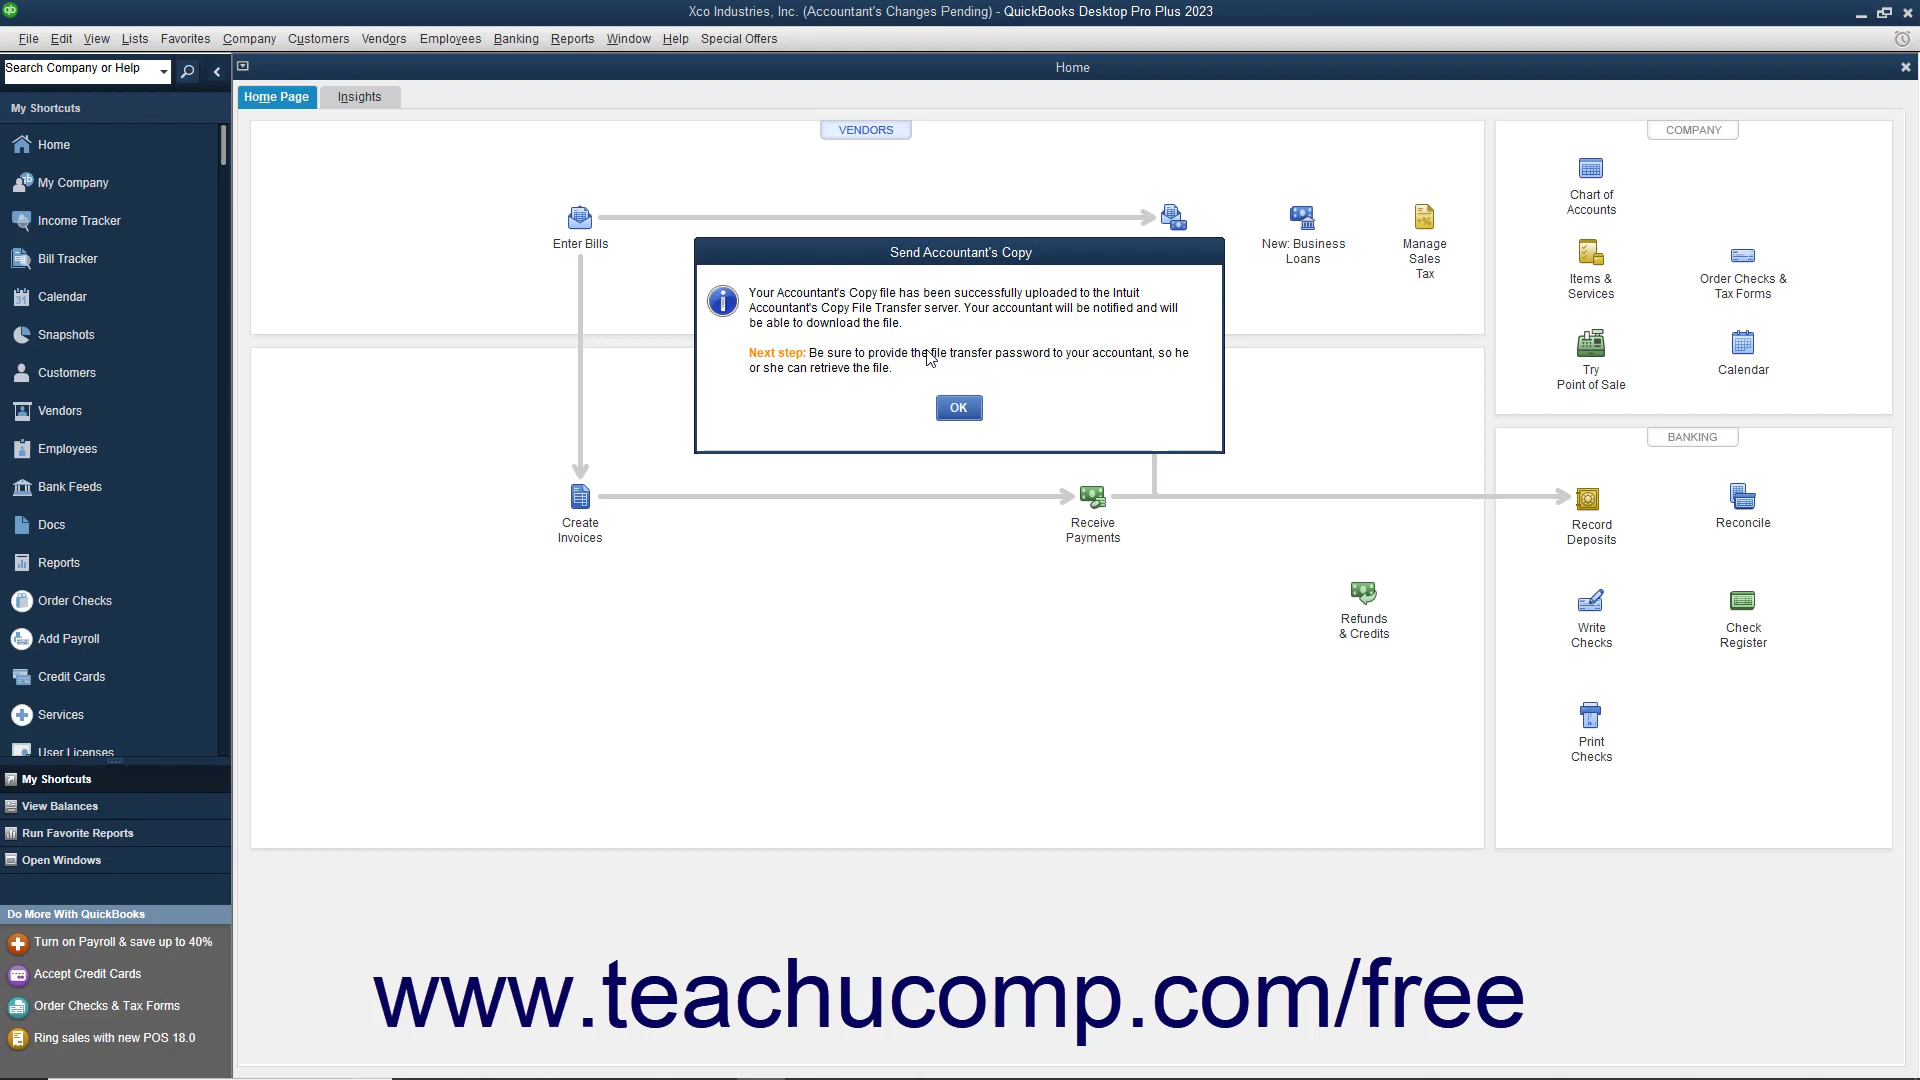 Xco Industries, Inc. (Accountant's Changes Pending) - QuickBooks Desktop Pro Plus 2023
File Edit View Lists Favorites Company Customers Vendors Employees Banking Reports Window Help Special Offers
Search Company or Help
Home
My Shortcuts
Home
My Company
Income Tracker
Bill Tracker
Calendar
Snapshots
Customers
Vendors
Employees
Bank Feeds
Docs
Reports
Order Checks
Add Payroll
Credit Cards
Services
User Licenses
My Shortcuts
View Balances
Run Favorite Reports
Open Windows
Do More With QuickBooks
Turn on Payroll & save up to 40%
Accept Credit Cards
Order Checks & Tax Forms
Ring sales with new POS 18.0
Home Page Insights
VENDORS
Enter Bills
New: Business
Loans
Manage
Sales
Tax
Send Accountant's Copy
Your Accountant's Copy file has been successfully uploaded to the Intuit
Accountant's Copy File Transfer server. Your accountant will be notified and will
be able to download the file.
Next step: Be sure to provide the file transfer password to your accountant, so he
or she can retrieve the file.
OK
Create
Invoices
Receive
Payments
Refunds
& Credits
COMPANY
Chart of
Accounts
Items &
Services
Order Checks &
Tax Forms
Try
Point of Sale
Calendar
BANKING
Record
Deposits
Reconcile
Write
Checks
Check
Register
Print
Checks
www.teachucomp.com/free